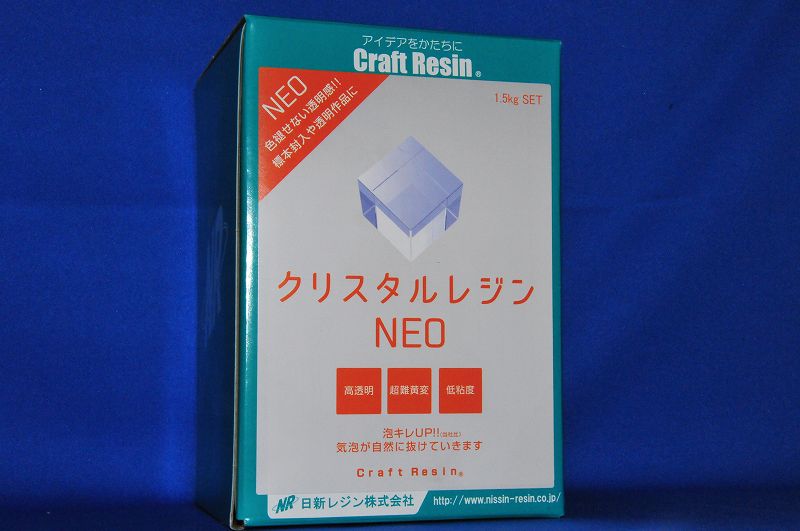 アイデアをかたちに
Craft Resin®
NEO
色褪せない透明感!!
標本封入や透明作品に
1.5kg SET
クリスタルレジン
NEO
高透明
超難黄変
低粘度
泡キレUP!!(当社比)
気泡が自然に抜けていきます
Craft Resin®
NR 日新レジン株式会社
http://www.nissin-resin.co.jp/